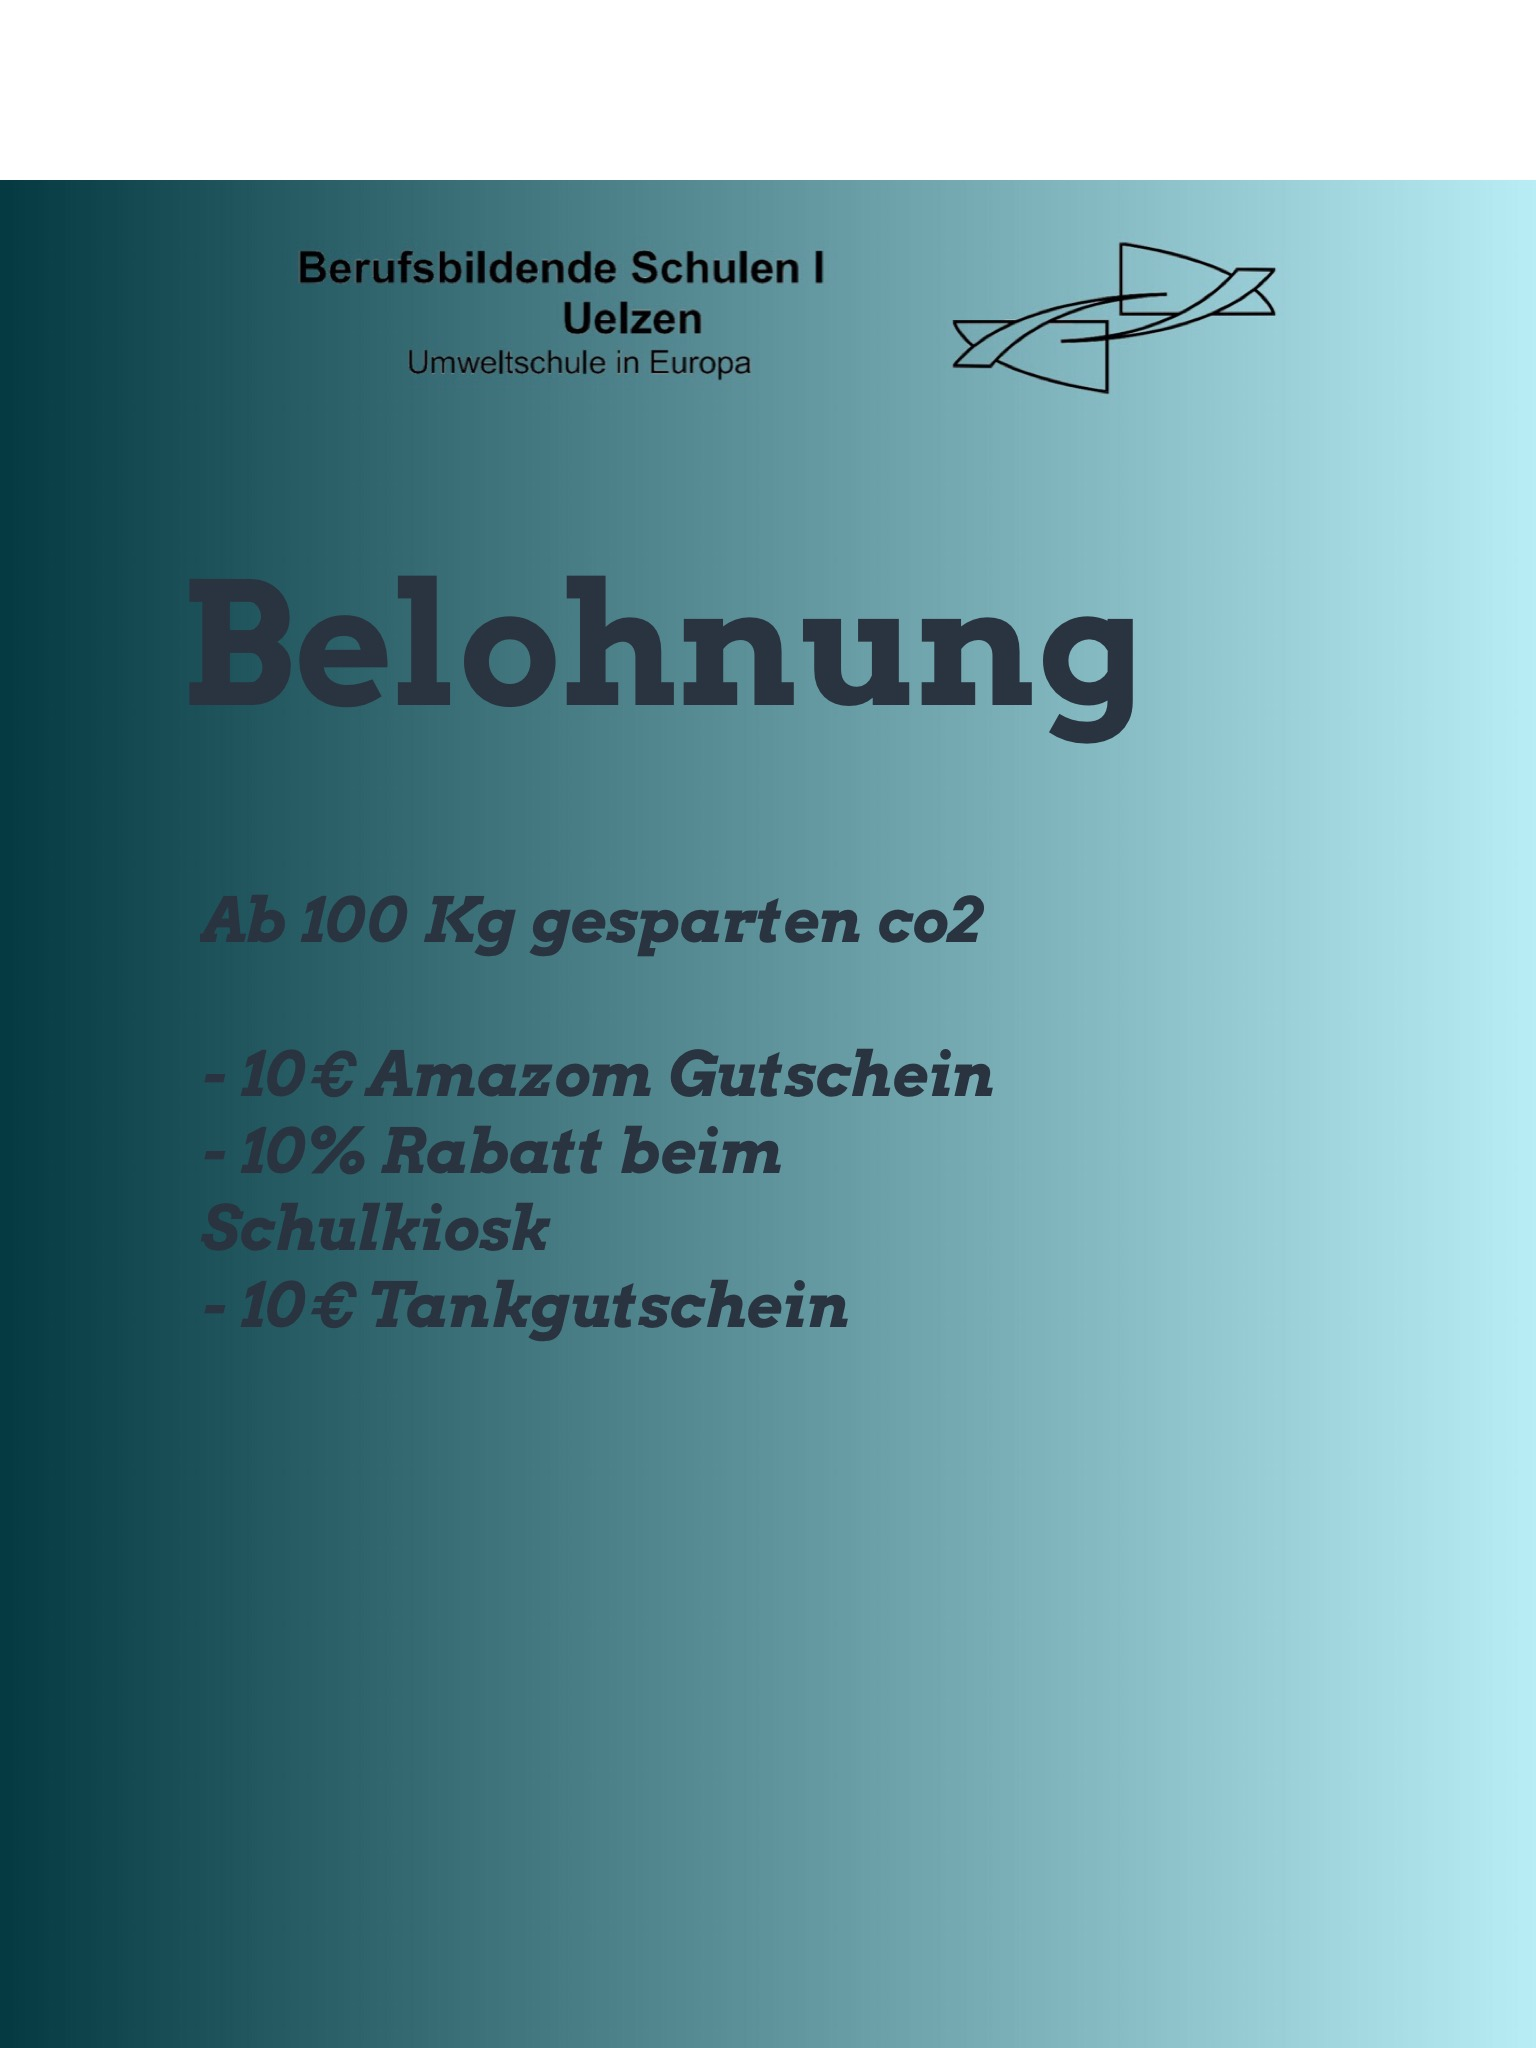 Berufsbildende Schulen I
Uelzen
Umweltschule in Europa
Belohnung
Ab 100 Kg gesparten co2
- 10€ Amazom Gutschein
- 10% Rabatt beim
Schulkiosk
- 10€ Tankgutschein